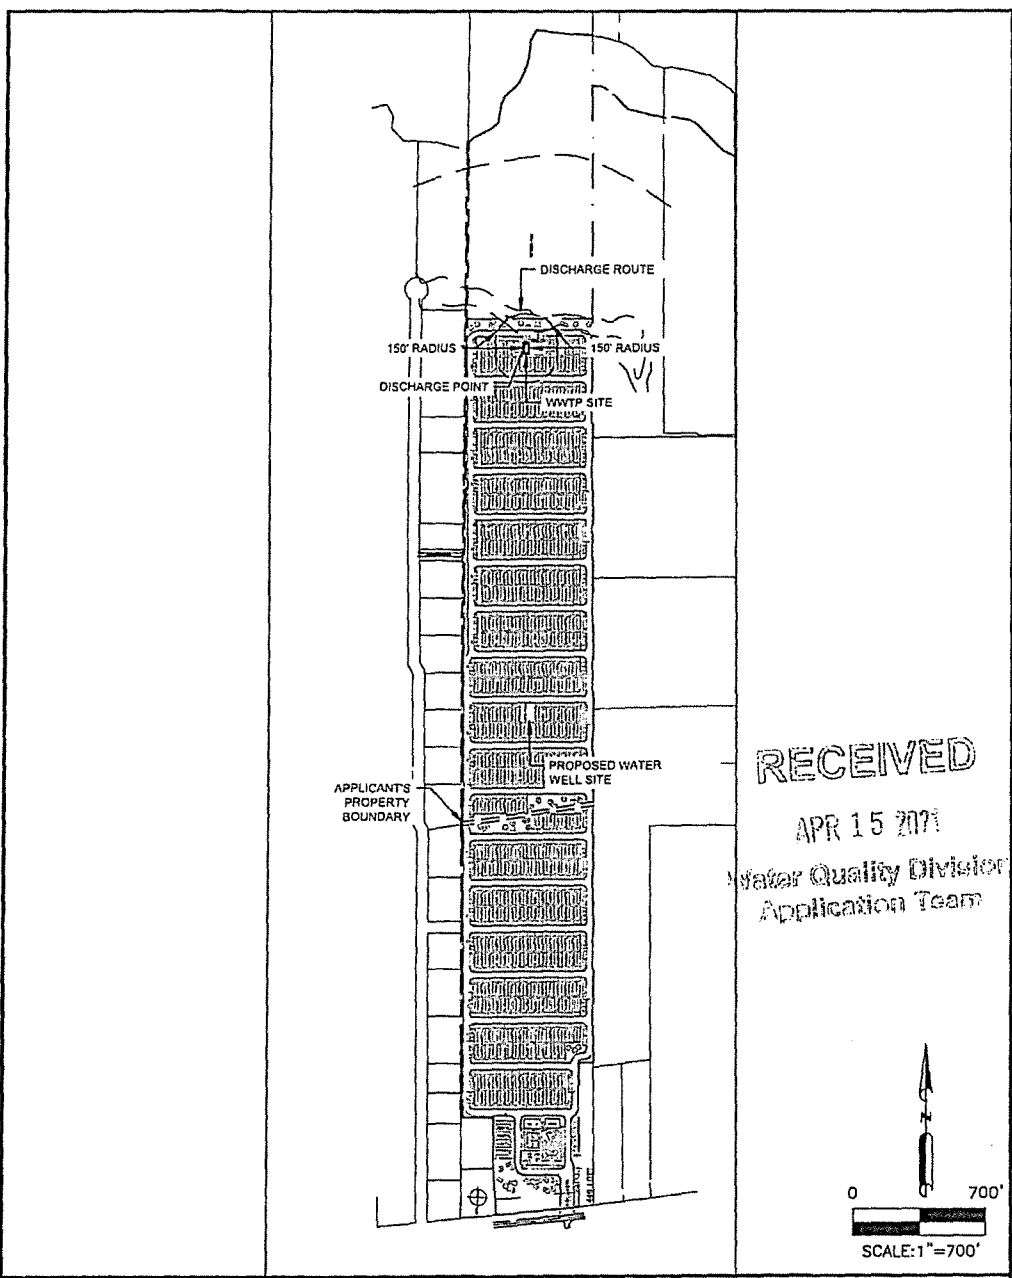 DISCHARGE ROUTE
150' RADIUS
150' RADIUS
DISCHARGE POINT
WWTP SITE
PROPOSED WATER
WELL SITE
APPLICANT'S
PROPERTY
BOUNDARY
RECEIVED
APR 15 2021
Water Quality Division
Application Team
N
0 700'
SCALE:1"=700'